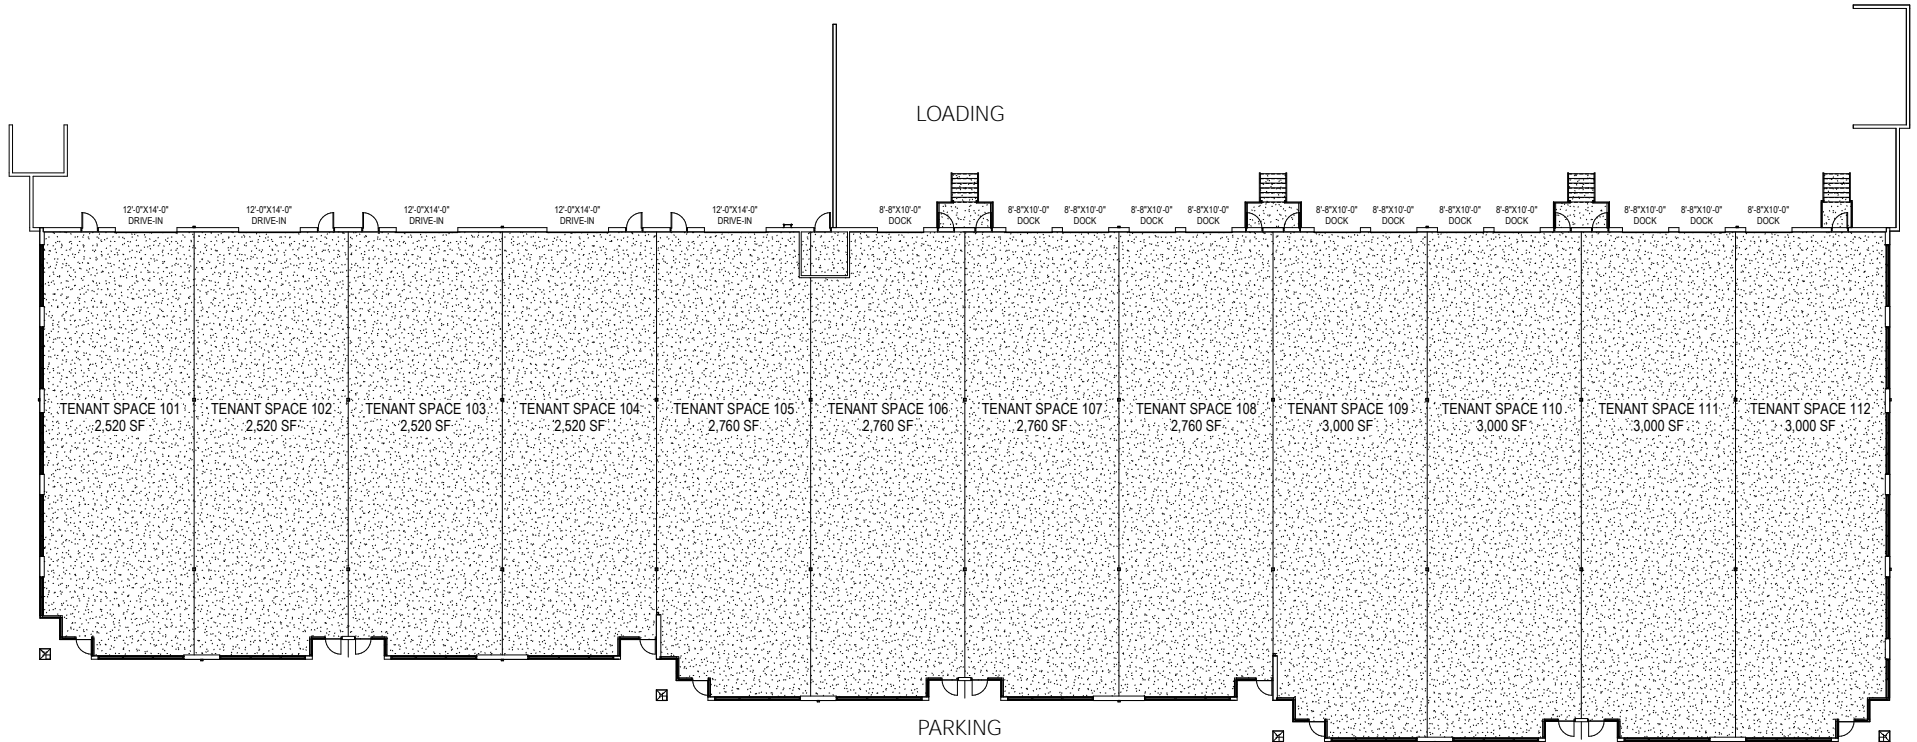 LOADING
12'-0"X14'-0"
DRIVE-IN
12'-0"X14'-0"
DRIVE-IN
12'-0"X14'-0"
DRIVE-IN
12'-0"X14'-0"
DRIVE-IN
12'-0"X14'-0"
DRIVE-IN
8'-8"X10'-0"
DOCK
8'-8"X10'-0"
DOCK
8'-8"X10'-0"
DOCK
8'-8"X10'-0"
DOCK
8'-8"X10'-0"
DOCK
8'-8"X10'-0"
DOCK
8'-8"X10'-0"
DOCK
8'-8"X10'-0"
DOCK
8'-8"X10'-0"
DOCK
8'-8"X10'-0"
DOCK
8'-8"X10'-0"
DOCK
8'-8"X10'-0"
DOCK
TENANT SPACE 101
2,520 SF
TENANT SPACE 102
2,520 SF
TENANT SPACE 103
2,520 SF
TENANT SPACE 104
2,520 SF
TENANT SPACE 105
2,760 SF
TENANT SPACE 106
2,760 SF
TENANT SPACE 107
2,760 SF
TENANT SPACE 108
2,760 SF
TENANT SPACE 109
3,000 SF
TENANT SPACE 110
3,000 SF
TENANT SPACE 111
3,000 SF
TENANT SPACE 112
3,000 SF
PARKING